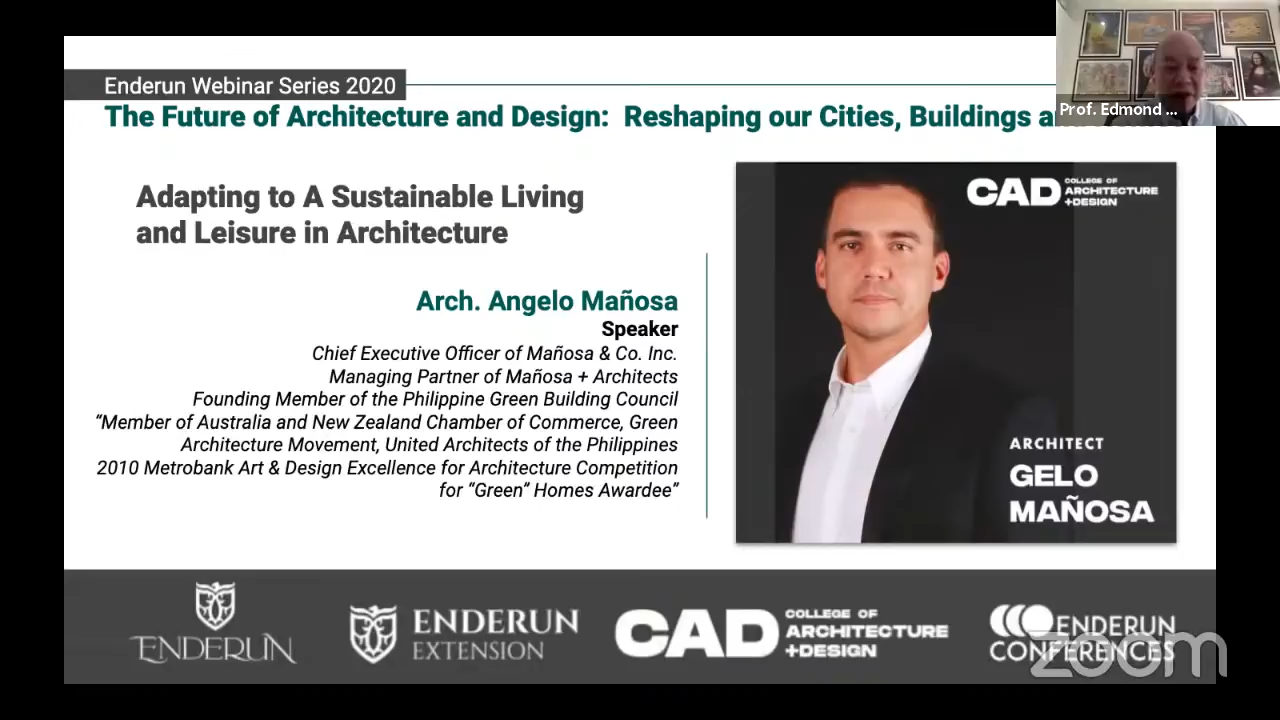 Enderun Webinar Series 2020
The Future of Architecture and Design: Reshaping our Cities, Buildings
Prof. Edmond ...
Adapting to A Sustainable Living
and Leisure in Architecture
Arch. Angelo Mañosa
Speaker
Chief Executive Officer of Mañosa & Co. Inc.
Managing Partner of Mañosa + Architects
Founding Member of the Philippine Green Building Council
“Member of Australia and New Zealand Chamber of Commerce, Green
Architecture Movement, United Architects of the Philippines
2010 Metrobank Art & Design Excellence for Architecture Competition
for “Green” Homes Awardee”
CAD
COLLEGE OF
ARCHITECTURE
+DESIGN
ARCHITECT
GELO
MAÑOSA
ENDERUN
ENDERUN
EXTENSION
CAD
COLLEGE OF
ARCHITECTURE
+DESIGN
ENDERUN
CONFERENCES
zoom